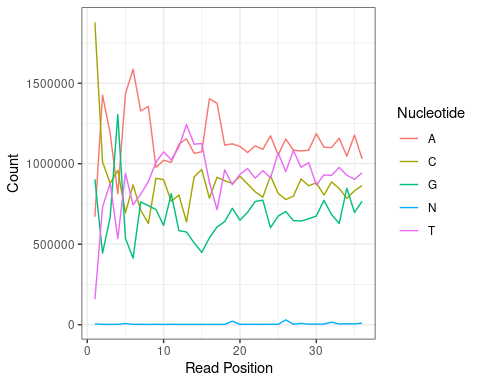 1500000
1000000
500000
0
Count
0 10 20 30
Read Position
Nucleotide
A
C
G
N
T